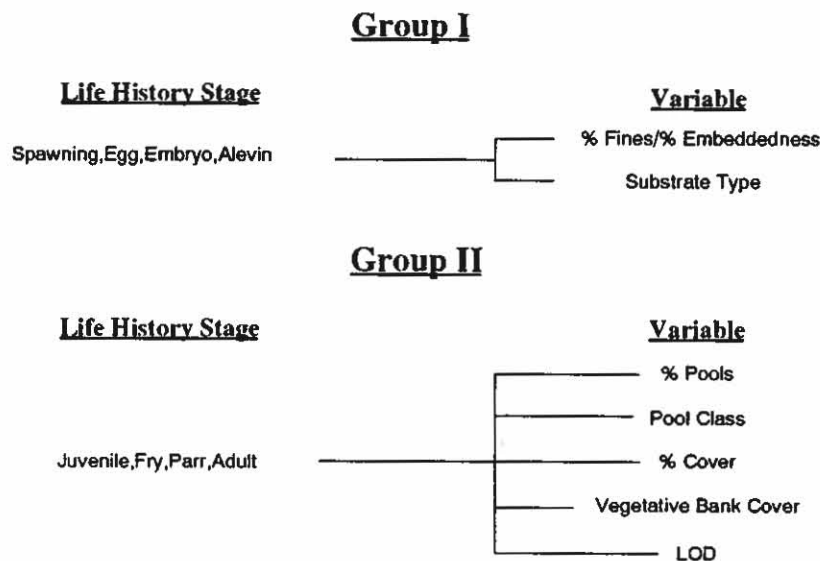 Group I
Life History Stage
Variable
Spawning,Egg,Embryo,Alevin
% Fines/% Embeddedness
Substrate Type
Group II
Life History Stage
Variable
Juvenile,Fry,Parr,Adult
% Pools
Pool Class
% Cover
Vegetative Bank Cover
LOD